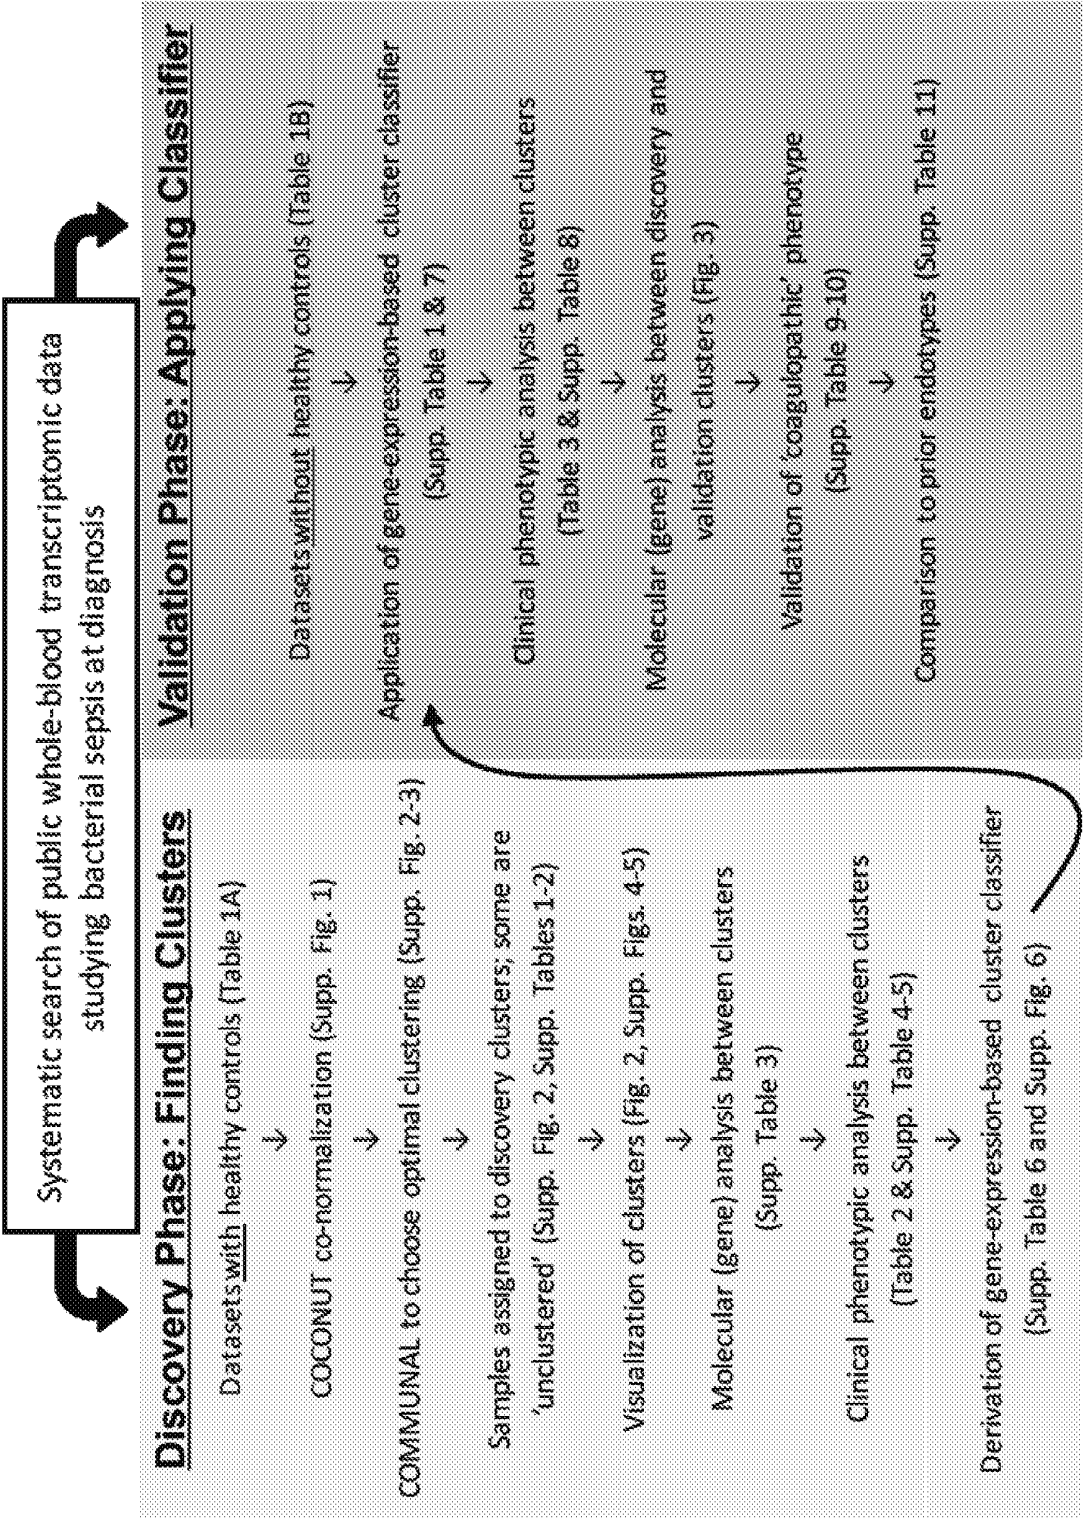 Systematic search of public whole-blood transcriptomic data
studying bacterial sepsis at diagnosis
Discovery Phase: Finding Clusters
Datasets with healthy controls (Table 1A)
COCONUT co-normalization (Supp. Fig. 1)
COMMUNAL to choose optimal clustering (Supp. Fig. 2-3)
Samples assigned to discovery clusters; some are
'unclustered' (Supp. Fig. 2, Supp. Tables 1-2)
Visualization of clusters (Fig. 2, Supp. Figs. 4-5)
Molecular (gene) analysis between clusters
(Supp. Table 3)
Clinical phenotypic analysis between clusters
(Table 2 & Supp. Table 4-5)
Derivation of gene-expression-based cluster classifier
(Supp. Table 6 and Supp. Fig. 6)
Validation Phase: Applying Classifier
Datasets without healthy controls (Table 1B)
Application of gene-expression-based cluster classifier
(Supp. Table 1 & 7)
Clinical phenotypic analysis between clusters
(Table 3 & Supp. Table 8)
Molecular (gene) analysis between discovery and
validation clusters (Fig. 3)
Validation of 'coagulopathic' phenotype
(Supp. Table 9-10)
Comparison to prior endotypes (Supp. Table 11)